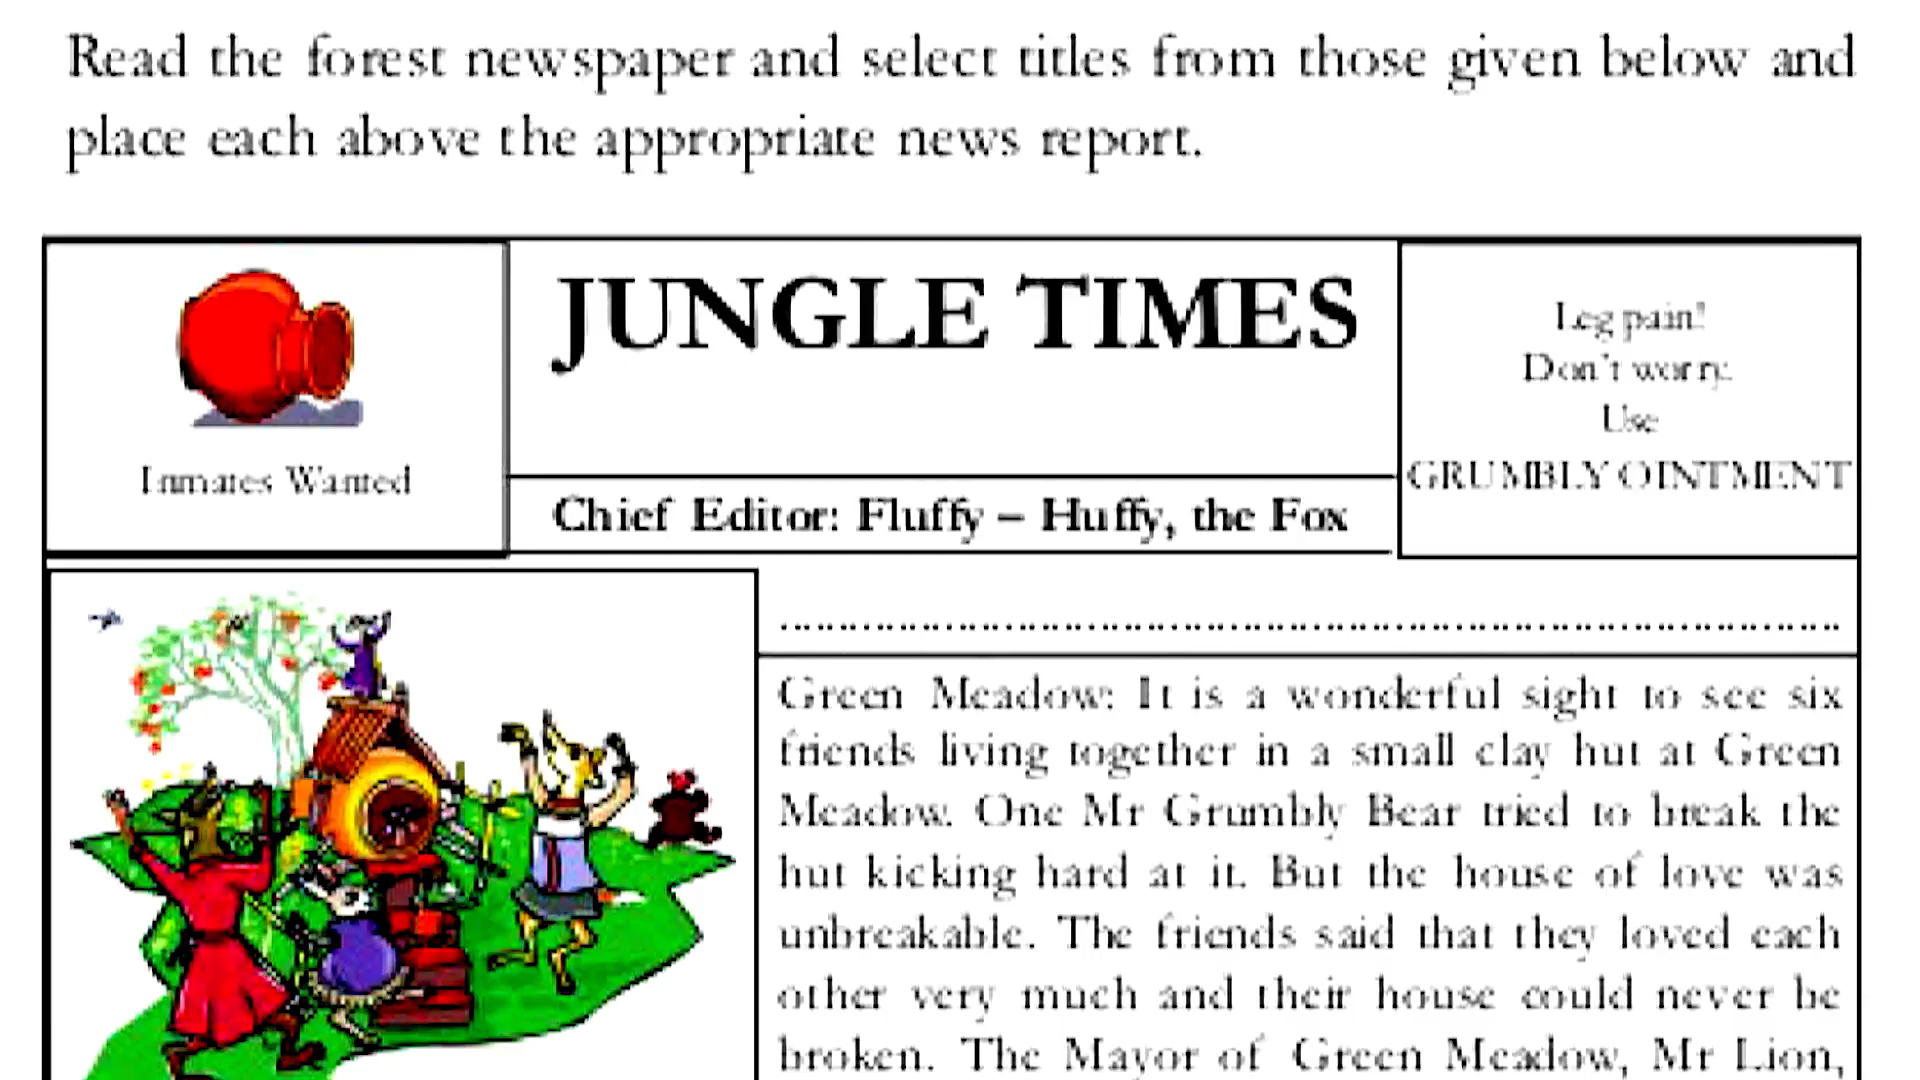 Read the forest newspaper and select titles from those given below and
place each above the appropriate news report.
Inmates Wanted
JUNGLE TIMES
Chief Editor: Fluffy – Huffy, the Fox
Leg pain!
Don't worry.
Use
GRUMBLY OINTMENT
Green Meadow: It is a wonderful sight to see six
friends living together in a small clay hut at Green
Meadow. One Mr Grumbly Bear tried to break the
hut kicking hard at it. But the house of love was
unbreakable. The friends said that they loved each
other very much and their house could never be
broken. The Mayor of Green Meadow, Mr Lion,